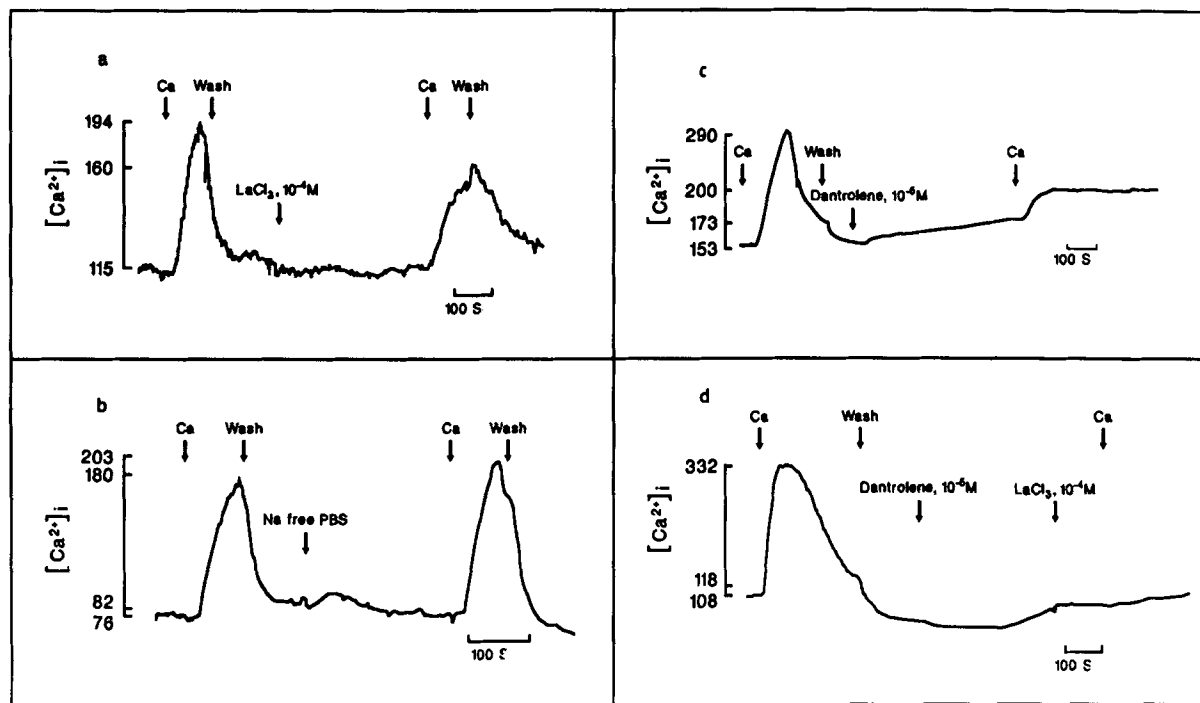 a
Ca Wash
Ca Wash
194
160
115
[Ca²⁺]i
LaCl₃, 10⁻⁴M
100 S
b
Ca Wash
Ca Wash
203
180
82
76
[Ca²⁺]i
Na free PBS
100 S
c
Ca
Wash
Ca
290
200
173
153
[Ca²⁺]i
Dantrolene, 10⁻⁵M
100 S
d
Ca
Wash
Ca
332
118
108
[Ca²⁺]i
Dantrolene, 10⁻⁵M
LaCl₃, 10⁻⁴M
100 S